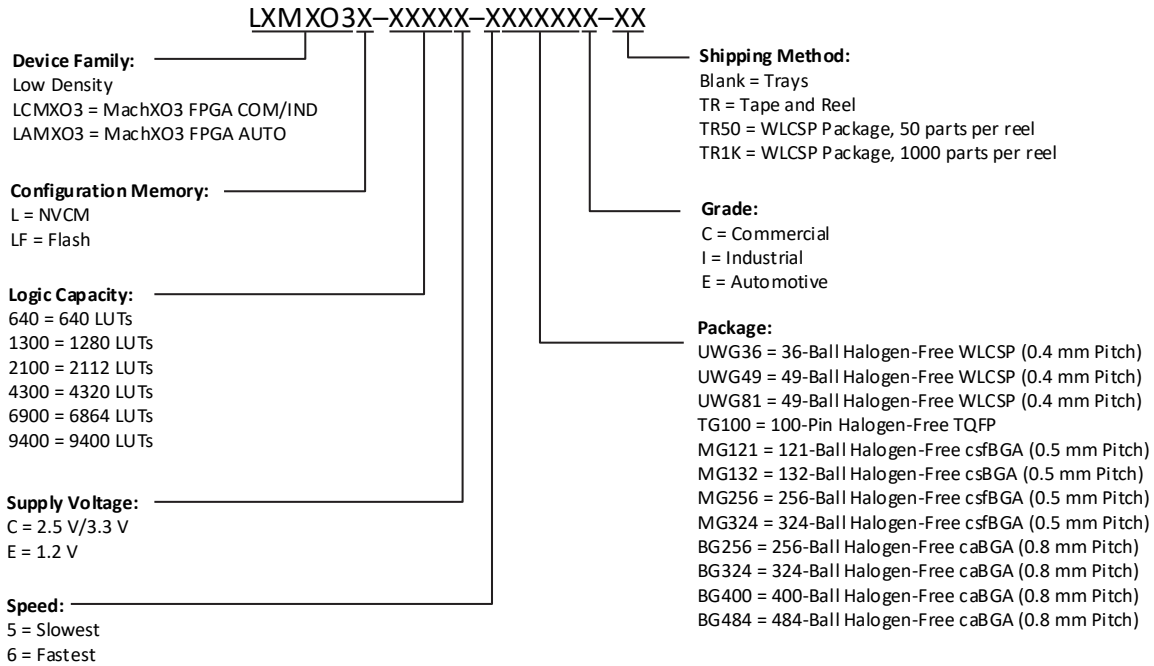 LXMXO3X–XXXXX–XXXXXXX–XX
Device Family:
Low Density
LCMXO3 = MachXO3 FPGA COM/IND
LAMXO3 = MachXO3 FPGA AUTO
Configuration Memory:
L = NVCM
LF = Flash
Logic Capacity:
640 = 640 LUTs
1300 = 1280 LUTs
2100 = 2112 LUTs
4300 = 4320 LUTs
6900 = 6864 LUTs
9400 = 9400 LUTs
Supply Voltage:
C = 2.5 V/3.3 V
E = 1.2 V
Speed:
5 = Slowest
6 = Fastest
Shipping Method:
Blank = Trays
TR = Tape and Reel
TR50 = WLCSP Package, 50 parts per reel
TR1K = WLCSP Package, 1000 parts per reel
Grade:
C = Commercial
I = Industrial
E = Automotive
Package:
UWG36 = 36-Ball Halogen-Free WLCSP (0.4 mm Pitch)
UWG49 = 49-Ball Halogen-Free WLCSP (0.4 mm Pitch)
UWG81 = 49-Ball Halogen-Free WLCSP (0.4 mm Pitch)
TG100 = 100-Pin Halogen-Free TQFP
MG121 = 121-Ball Halogen-Free csfBGA (0.5 mm Pitch)
MG132 = 132-Ball Halogen-Free csBGA (0.5 mm Pitch)
MG256 = 256-Ball Halogen-Free csfBGA (0.5 mm Pitch)
MG324 = 324-Ball Halogen-Free csfBGA (0.5 mm Pitch)
BG256 = 256-Ball Halogen-Free caBGA (0.8 mm Pitch)
BG324 = 324-Ball Halogen-Free caBGA (0.8 mm Pitch)
BG400 = 400-Ball Halogen-Free caBGA (0.8 mm Pitch)
BG484 = 484-Ball Halogen-Free caBGA (0.8 mm Pitch)